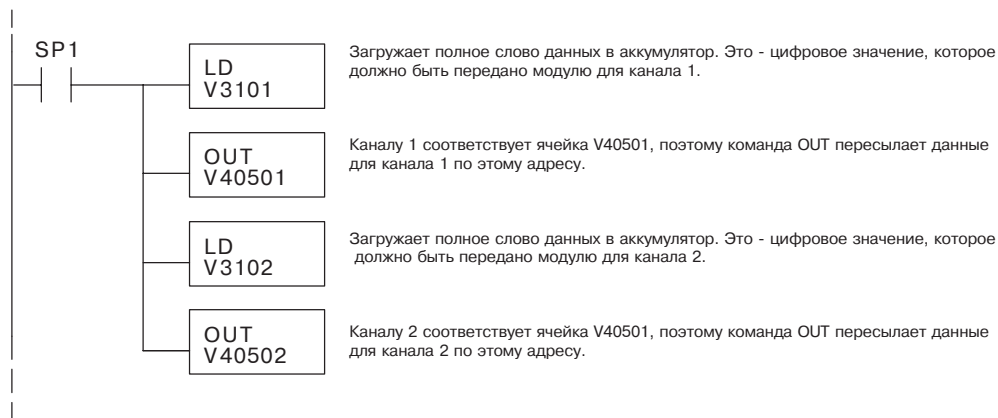 SP1
LD
V3101
Загружает полное слово данных в аккумулятор. Это - цифровое значение, которое
должно быть передано модулю для канала 1.
OUT
V40501
Каналу 1 соответствует ячейка V40501, поэтому команда OUT пересылает данные
для канала 1 по этому адресу.
LD
V3102
Загружает полное слово данных в аккумулятор. Это - цифровое значение, которое
должно быть передано модулю для канала 2.
OUT
V40502
Каналу 2 соответствует ячейка V40501, поэтому команда OUT пересылает данные
для канала 2 по этому адресу.